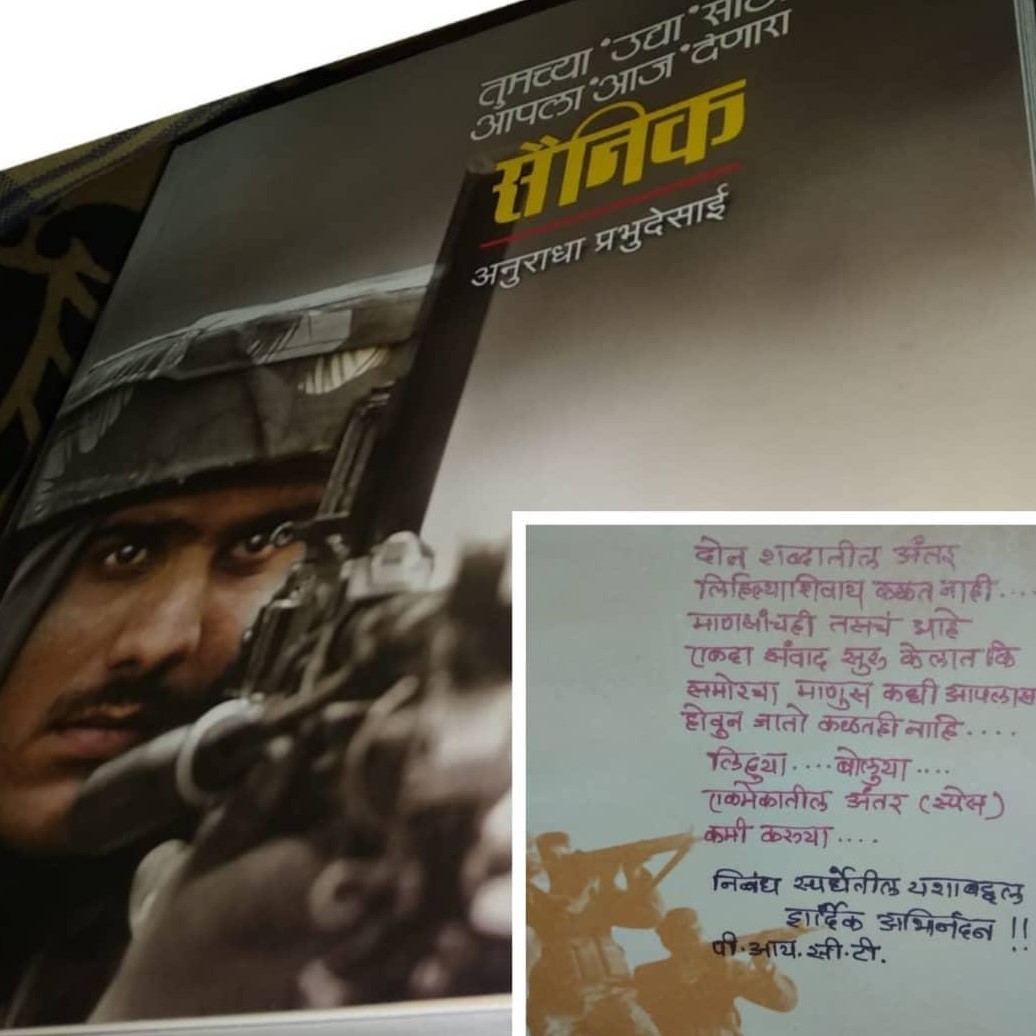 तुमच्या 'उद्या'
आपला 'आज' देणारा
सैनिक
अनुराधा प्रभुदेसाई
दोन शब्दातील अंतर
लिहिल्याशिवाय कळत नाही....
माणसांचही तसचं आहे
एकदा संवाद सुरु केलात कि
समोरचा माणूस कधी आपलासा
होवुन जातो कळतही नाहि....
लिहुया.... बोलुया....
एकमेकातील अंतर (स्पेस)
कमी करुया....
निबंध स्पर्धेतील यशाबद्दल
हार्दिक अभिनंदन !!
पी.आय.सी.टी.